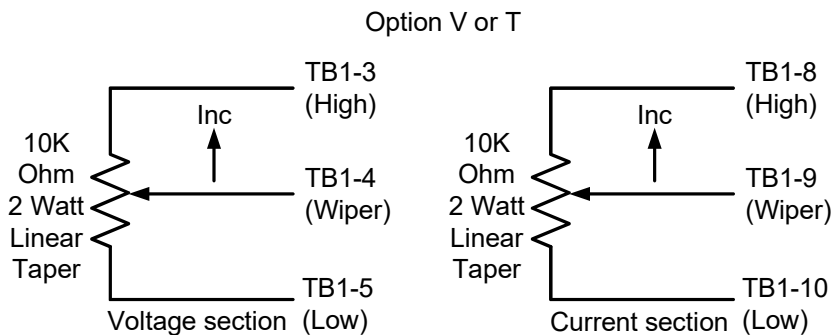 Option V or T
TB1-3
(High)
Inc
10K
Ohm
2 Watt
Linear
Taper
TB1-4
(Wiper)
TB1-5
(Low)
Voltage section
TB1-8
(High)
Inc
10K
Ohm
2 Watt
Linear
Taper
TB1-9
(Wiper)
TB1-10
(Low)
Current section